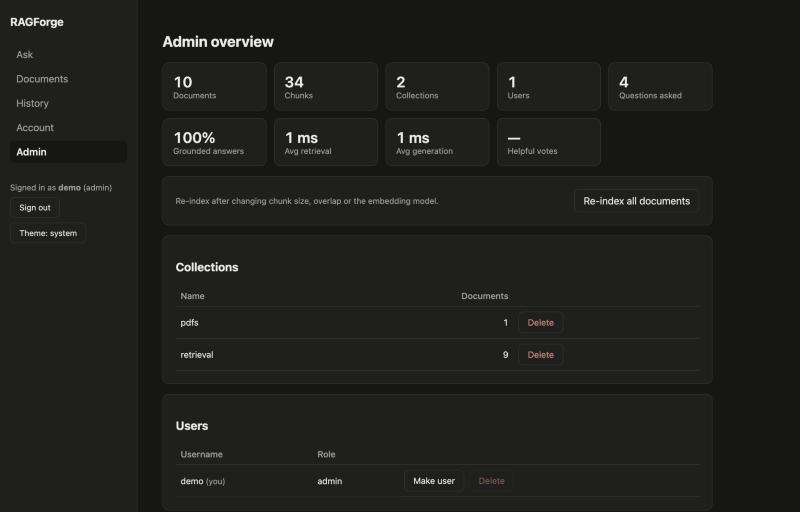 RAGForge
Ask
Documents
History
Account
Admin
Signed in as demo (admin)
Sign out
Theme: system
Admin overview
10
Documents
34
Chunks
2
Collections
1
Users
4
Questions asked
100%
Grounded answers
1 ms
Avg retrieval
1 ms
Avg generation
—
Helpful votes
Re-index after changing chunk size, overlap or the embedding model.
Re-index all documents
Collections
Name Documents
pdfs 1 Delete
retrieval 9 Delete
Users
Username Role
demo (you) admin Make user Delete